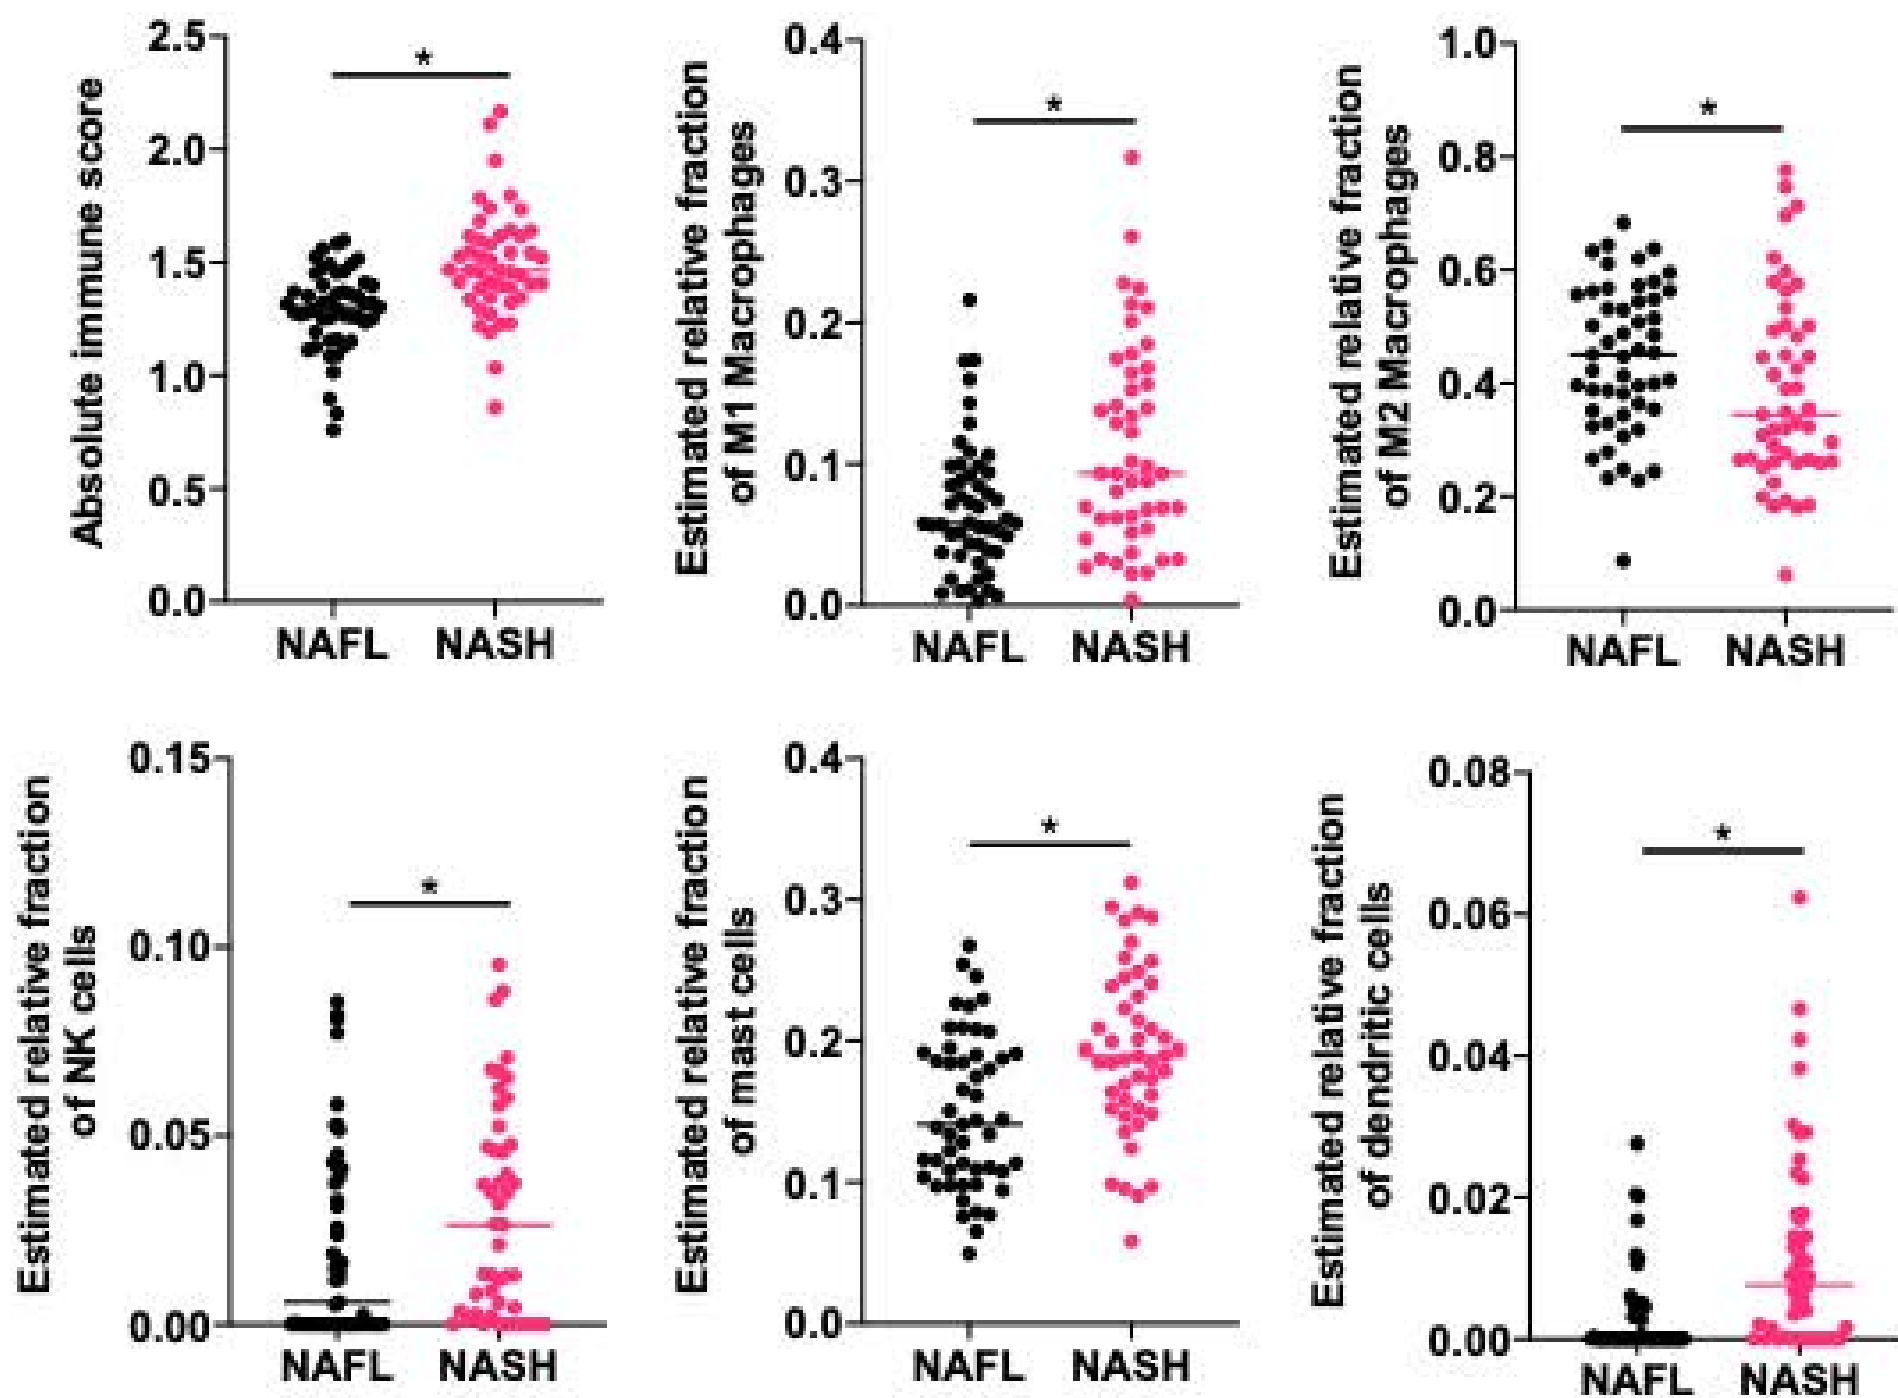 Absolute immune score
2.5
2.0
1.5
1.0
0.5
0.0
*
NAFL NASH
Estimated relative fraction
of M1 Macrophages
0.4
0.3
0.2
0.1
0.0
*
NAFL NASH
Estimated relative fraction
of M2 Macrophages
1.0
0.8
0.6
0.4
0.2
0.0
*
NAFL NASH
Estimated relative fraction
of NK cells
0.15
0.10
0.05
0.00
*
NAFL NASH
Estimated relative fraction
of mast cells
0.4
0.3
0.2
0.1
0.0
*
NAFL NASH
Estimated relative fraction
of dendritic cells
0.08
0.06
0.04
0.02
0.00
*
NAFL NASH